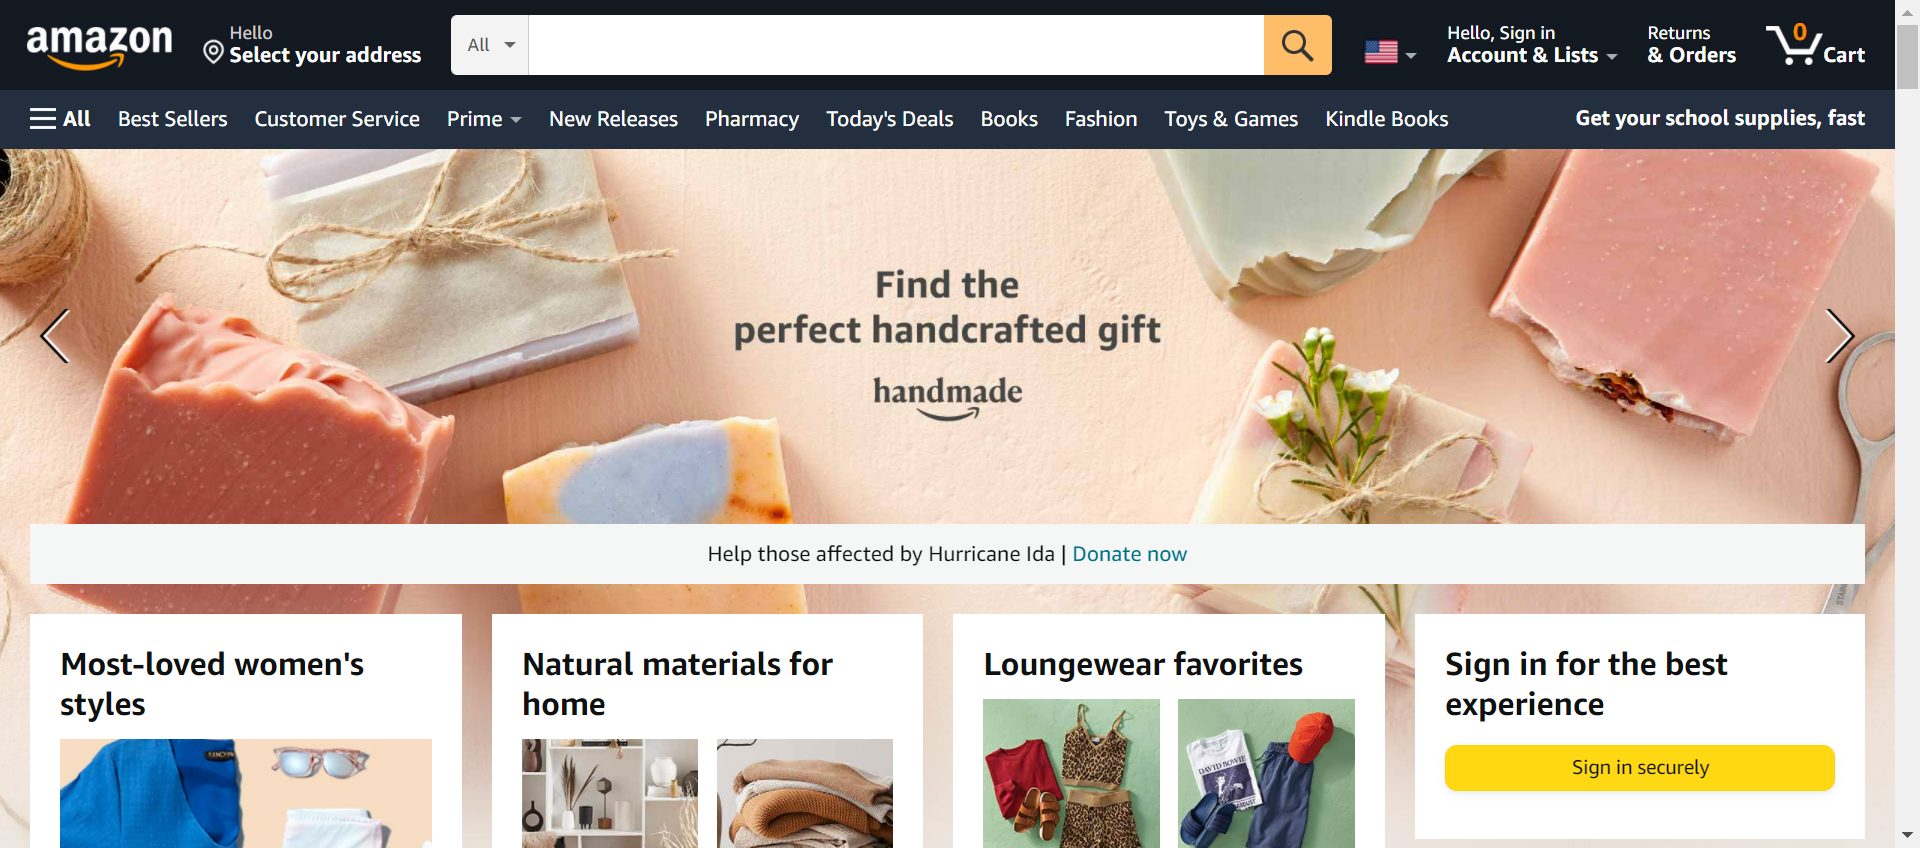 amazon
Hello
Select your address
All
Hello, Sign in
Account & Lists
Returns
& Orders
0
Cart
All
Best Sellers
Customer Service
Prime
New Releases
Pharmacy
Today's Deals
Books
Fashion
Toys & Games
Kindle Books
Get your school supplies, fast
Find the
perfect handcrafted gift
handmade
Help those affected by Hurricane Ida | Donate now
Most-loved women's
styles
Natural materials for
home
Loungewear favorites
DAVID BOWIE
Sign in for the best
experience
Sign in securely